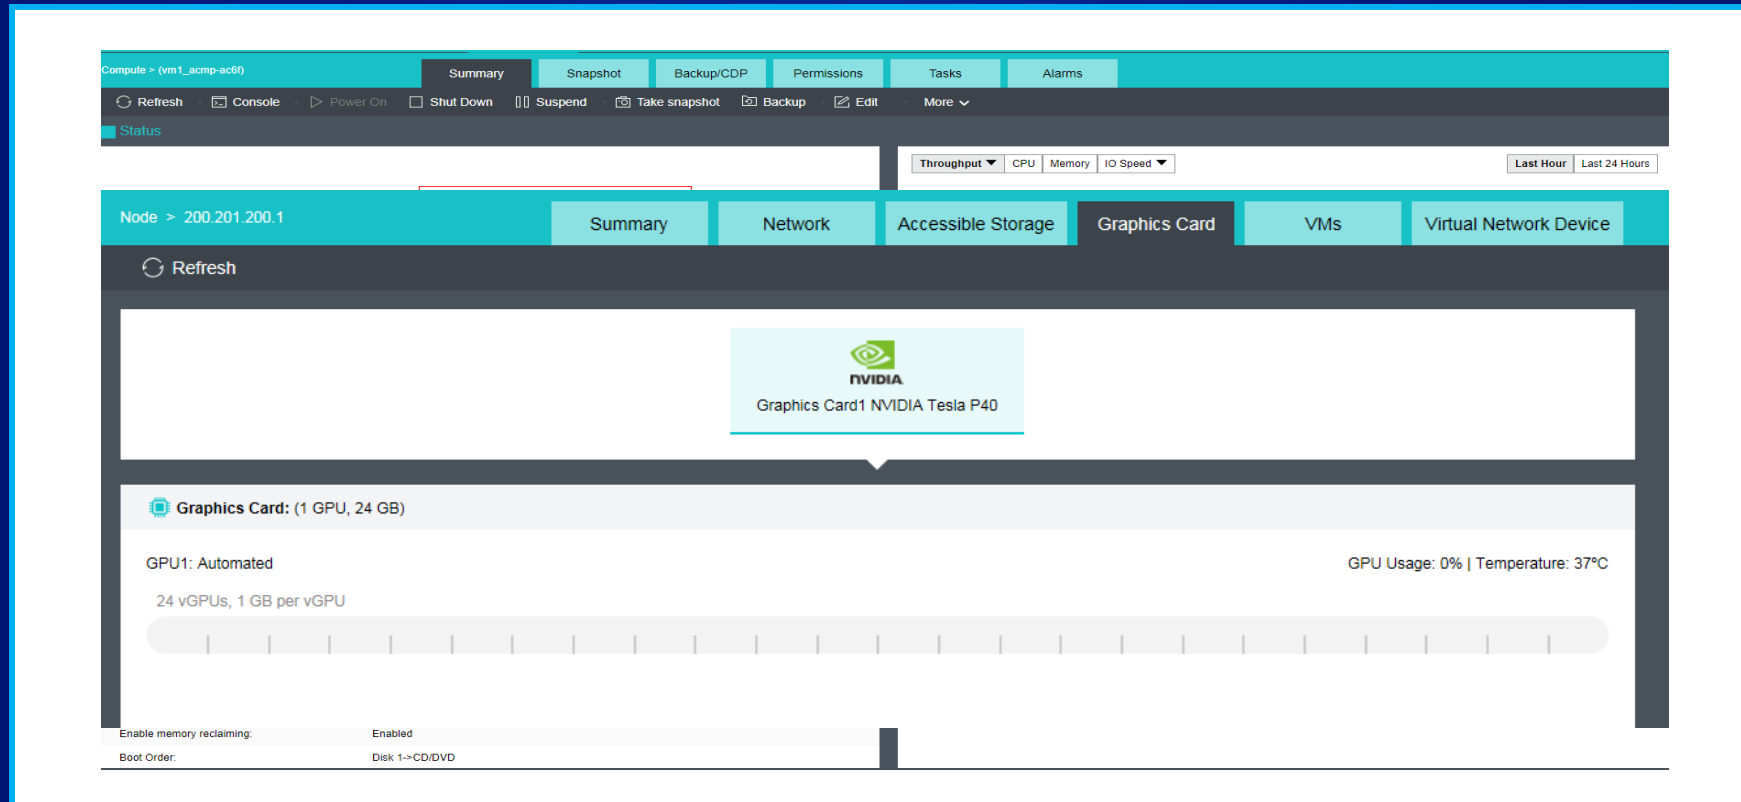 Compute > (vm1_acmp-ac6f) Summary Snapshot Backup/CDP Permissions Tasks Alarms
Refresh Console Power On Shut Down Suspend Take snapshot Backup Edit More
Status
Throughput CPU Memory IO Speed Last Hour Last 24 Hours
Node > 200.201.200.1 Summary Network Accessible Storage Graphics Card VMs Virtual Network Device
Refresh
NVIDIA.
Graphics Card1 NVIDIA Tesla P40
Graphics Card: (1 GPU, 24 GB)
GPU1: Automated GPU Usage: 0% | Temperature: 37°C
24 vGPUs, 1 GB per vGPU
Enable memory reclaiming: Enabled
Boot Order: Disk 1->CD/DVD